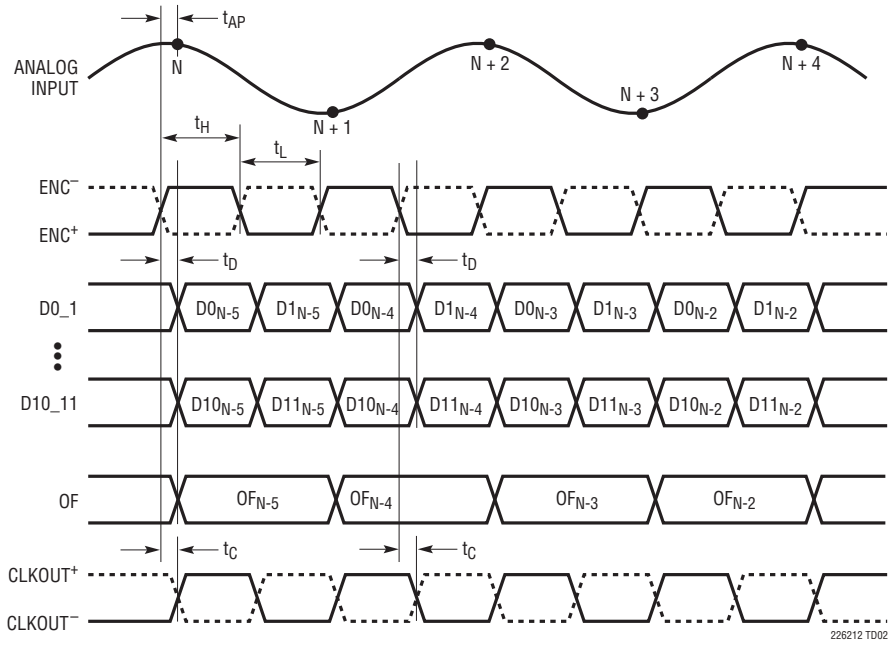 tAP
ANALOG
INPUT
N
N + 1
N + 2
N + 3
N + 4
tH
tL
ENC–
ENC+
tD
tD
D0_1
D0N-5
D1N-5
D0N-4
D1N-4
D0N-3
D1N-3
D0N-2
D1N-2
D10_11
D10N-5
D11N-5
D10N-4
D11N-4
D10N-3
D11N-3
D10N-2
D11N-2
OF
OFN-5
OFN-4
OFN-3
OFN-2
tC
tC
CLKOUT+
CLKOUT–
226212 TD02